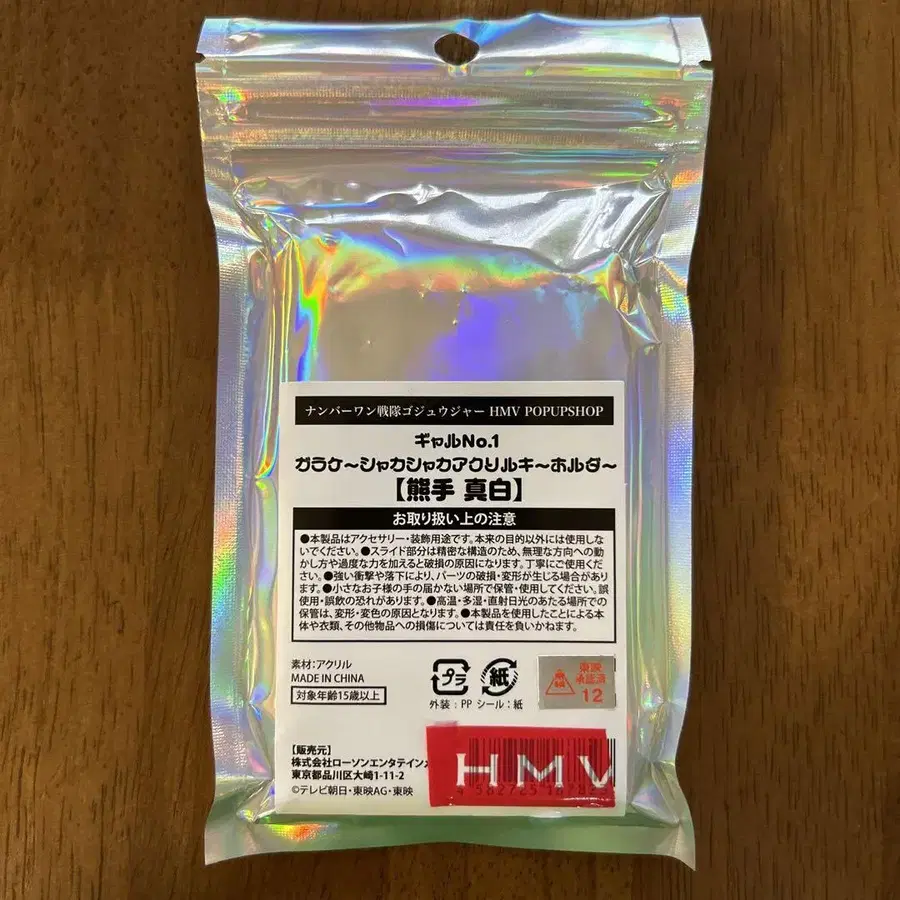 ナンバーワン戦隊ゴジュウジャー HMV POPUPSHOP
ギャルNo.1
ガラケ〜シャカシャカアクリルキ〜ホルダ〜
【熊手 真白】
お取り扱い上の注意
●本製品はアクセサリー・装飾用途です。本来の目的以外には使用し
ないでください。●スライド部分は精密な構造のため、無理な方向への動
かし方や過度な力を加えると破損の原因になります。丁寧にご使用くだ
さい。●強い衝撃や落下により、パーツの破損・変形が生じる場合があり
ます。●小さなお子様の手の届かない場所で保管・使用してください。誤
使用・誤飲の恐れがあります。●高温・多湿・直射日光のあたる場所での
保管は、変形・変色の原因となります。●本製品を使用したことによる本
体や衣類、その他物品への損傷については責任を負いかねます。
素材:アクリル
MADE IN CHINA
対象年齢15歳以上
プラ
紙
外装:PP シール:紙
東映
承認済
12
【販売元】
株式会社ローソンエンタテインメ
東京都品川区大崎1-11-2
©テレビ朝日・東映AG・東映
HMV